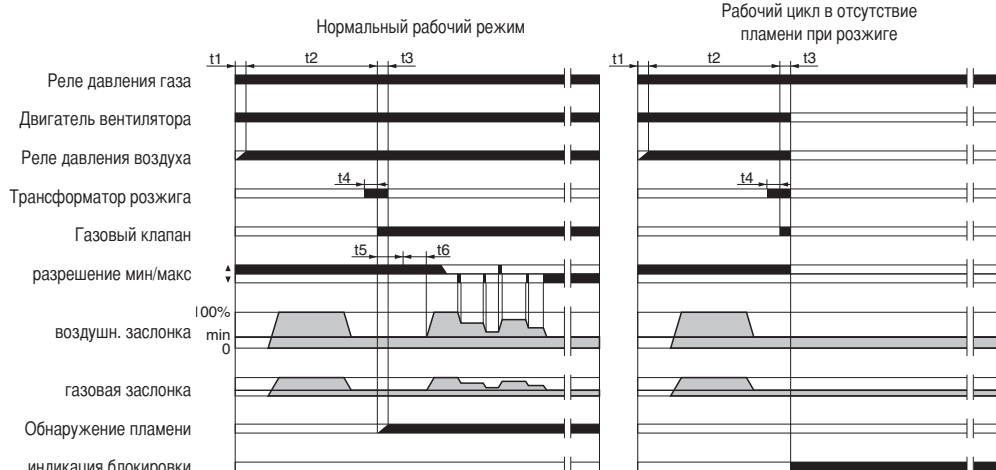 Нормальный рабочий режим
Рабочий цикл в отсутствие
пламени при розжиге
t1 t2 t3 t1 t2 t3
Реле давления газа
Двигатель вентилятора
Реле давления воздуха
t4 t4
Трансформатор розжига
Газовый клапан
t5 t6
разрешение мин/макс
100%
воздушн. заслонка min
0
газовая заслонка
Обнаружение пламени
индикация блокировки